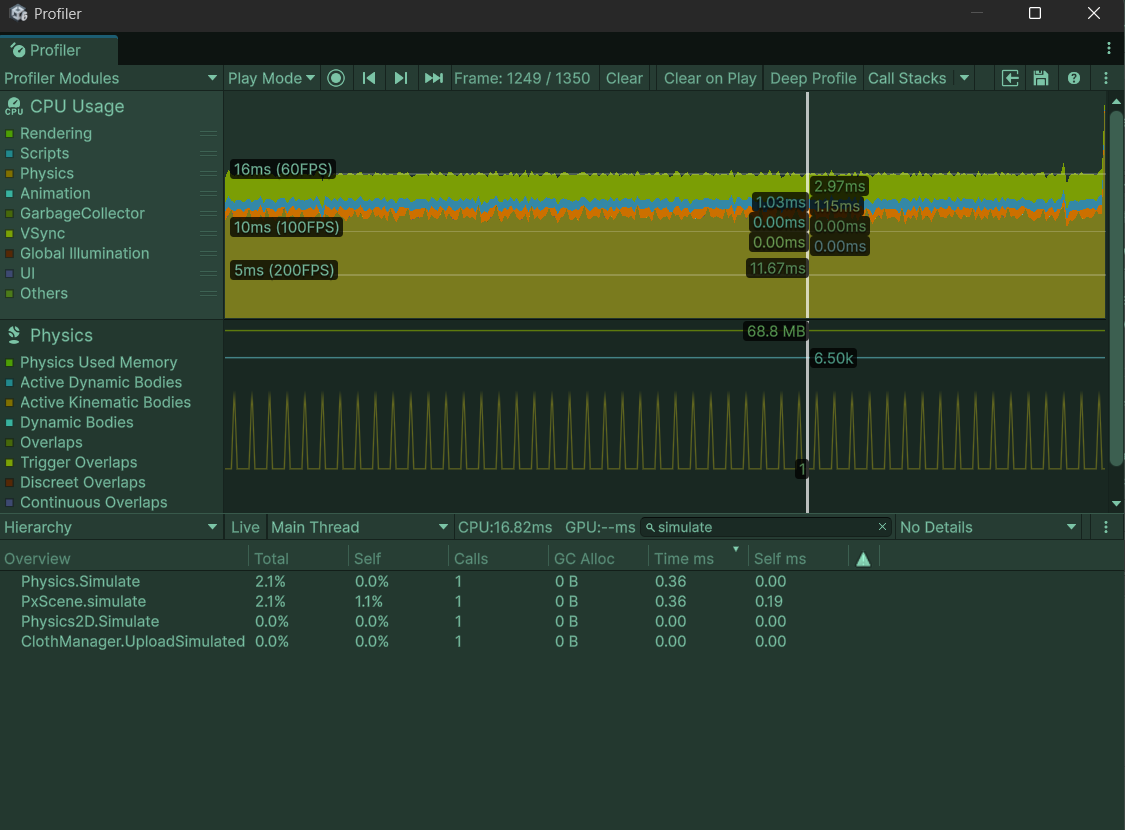 Profiler
Profiler
Profiler Modules Play Mode Frame: 1249 / 1350 Clear Clear on Play Deep Profile Call Stacks
CPU CPU Usage
Rendering
Scripts
Physics
Animation
GarbageCollector
VSync
Global Illumination
UI
Others
16ms (60FPS)
10ms (100FPS)
5ms (200FPS)
2.97ms
1.03ms 1.15ms
0.00ms 0.00ms
0.00ms 0.00ms
11.67ms
Physics
Physics Used Memory
Active Dynamic Bodies
Active Kinematic Bodies
Dynamic Bodies
Overlaps
Trigger Overlaps
Discreet Overlaps
Continuous Overlaps
68.8 MB
6.50k
1
Hierarchy Live Main Thread CPU:16.82ms GPU:--ms simulate No Details
Overview Total Self Calls GC Alloc Time ms Self ms
Physics.Simulate 2.1% 0.0% 1 0 B 0.36 0.00
PxScene.simulate 2.1% 1.1% 1 0 B 0.36 0.19
Physics2D.Simulate 0.0% 0.0% 1 0 B 0.00 0.00
ClothManager.UploadSimulated 0.0% 0.0% 1 0 B 0.00 0.00